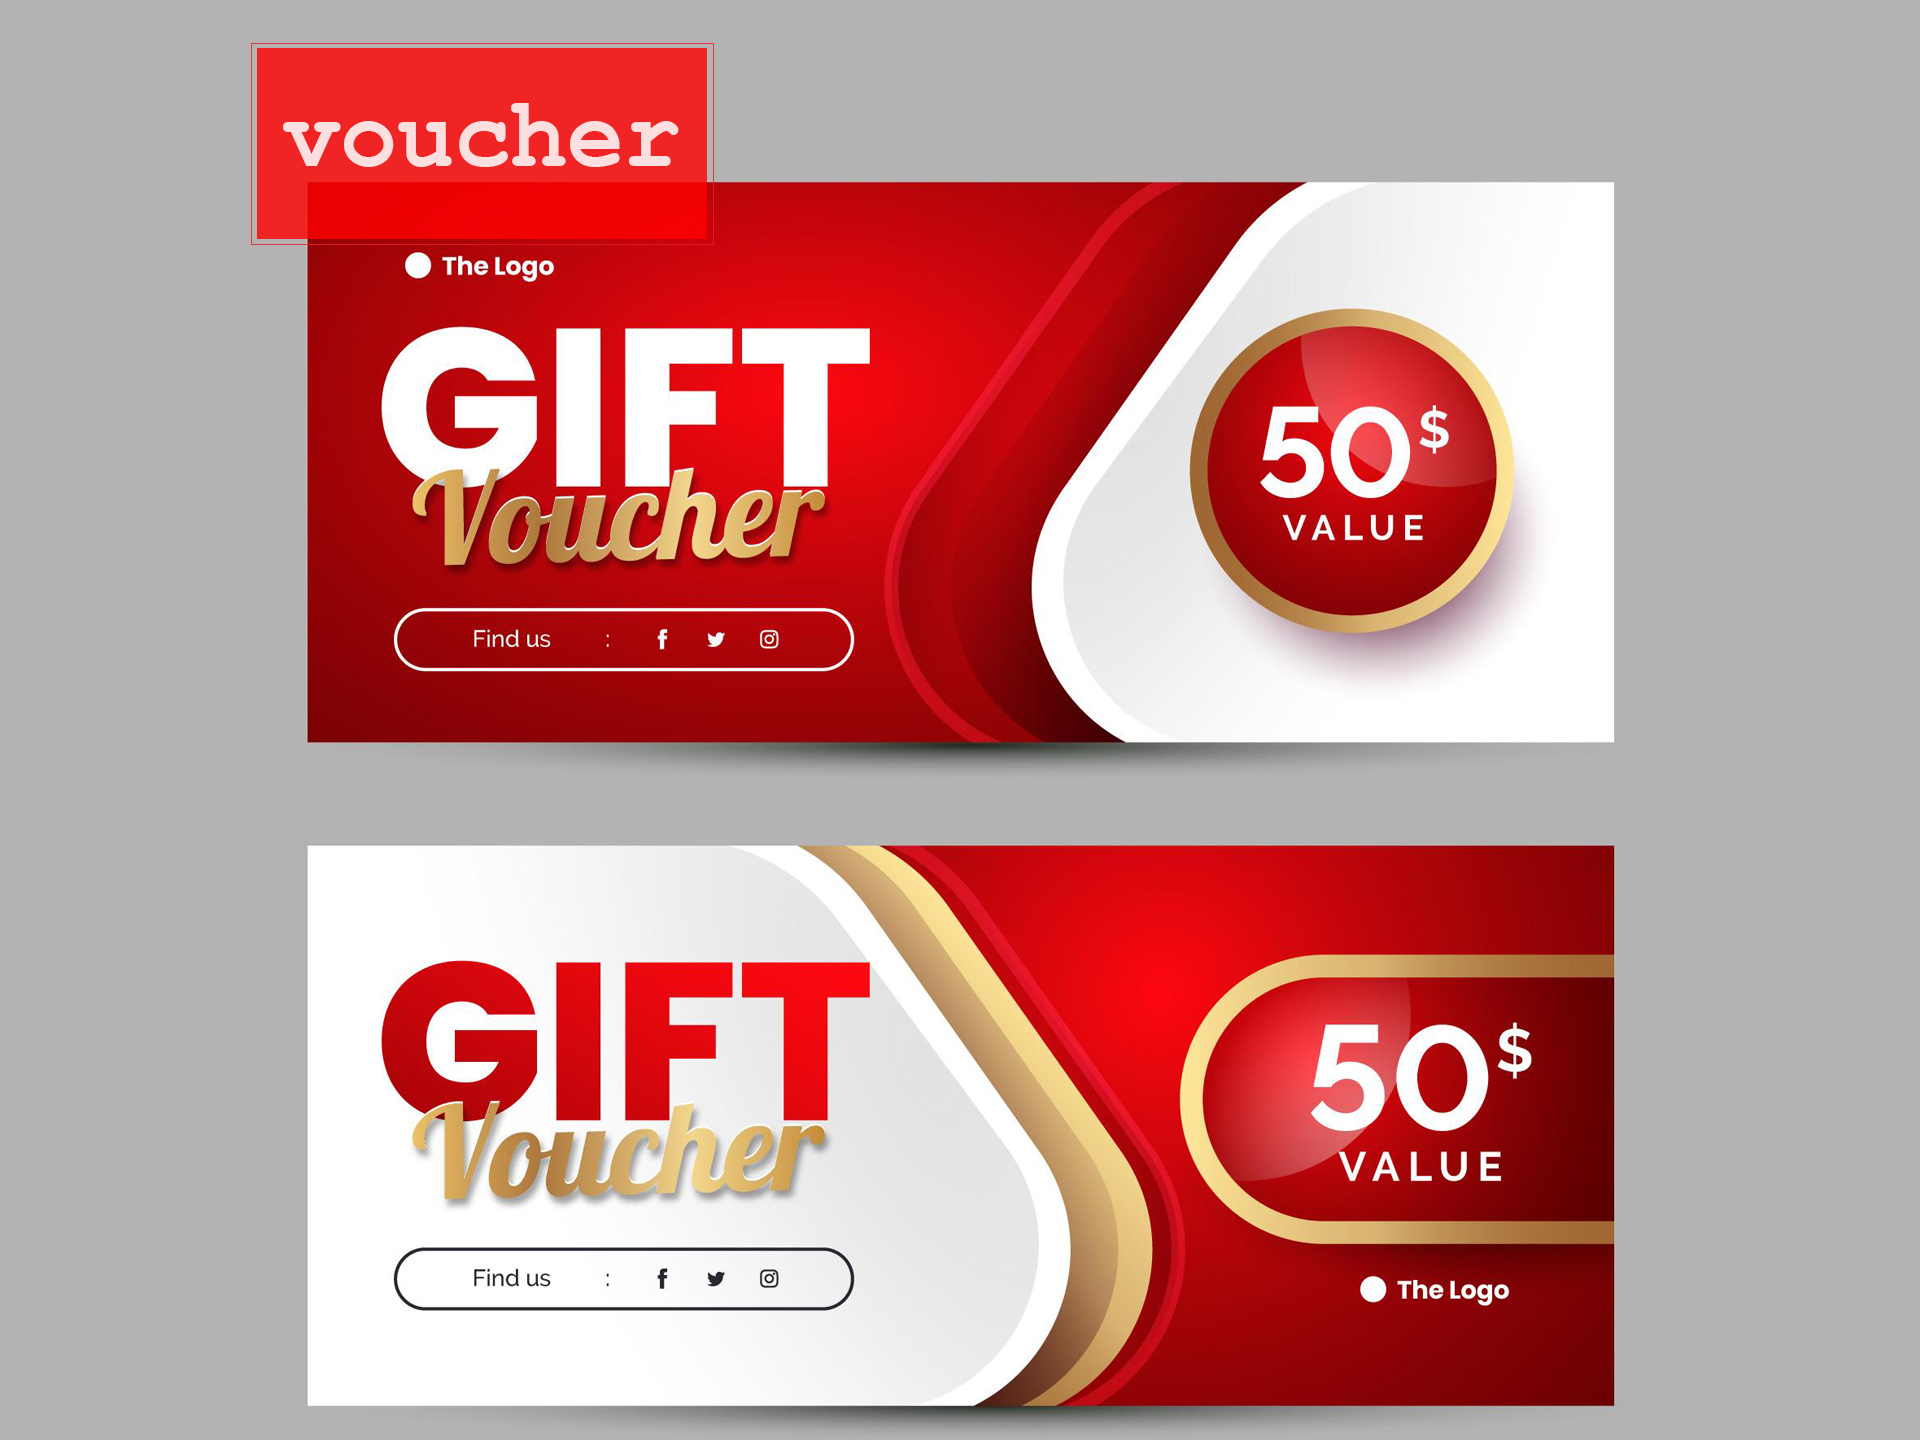 voucher
The Logo
GIFT
Voucher
Find us :
50$
VALUE
GIFT
Voucher
Find us :
50$
VALUE
The Logo